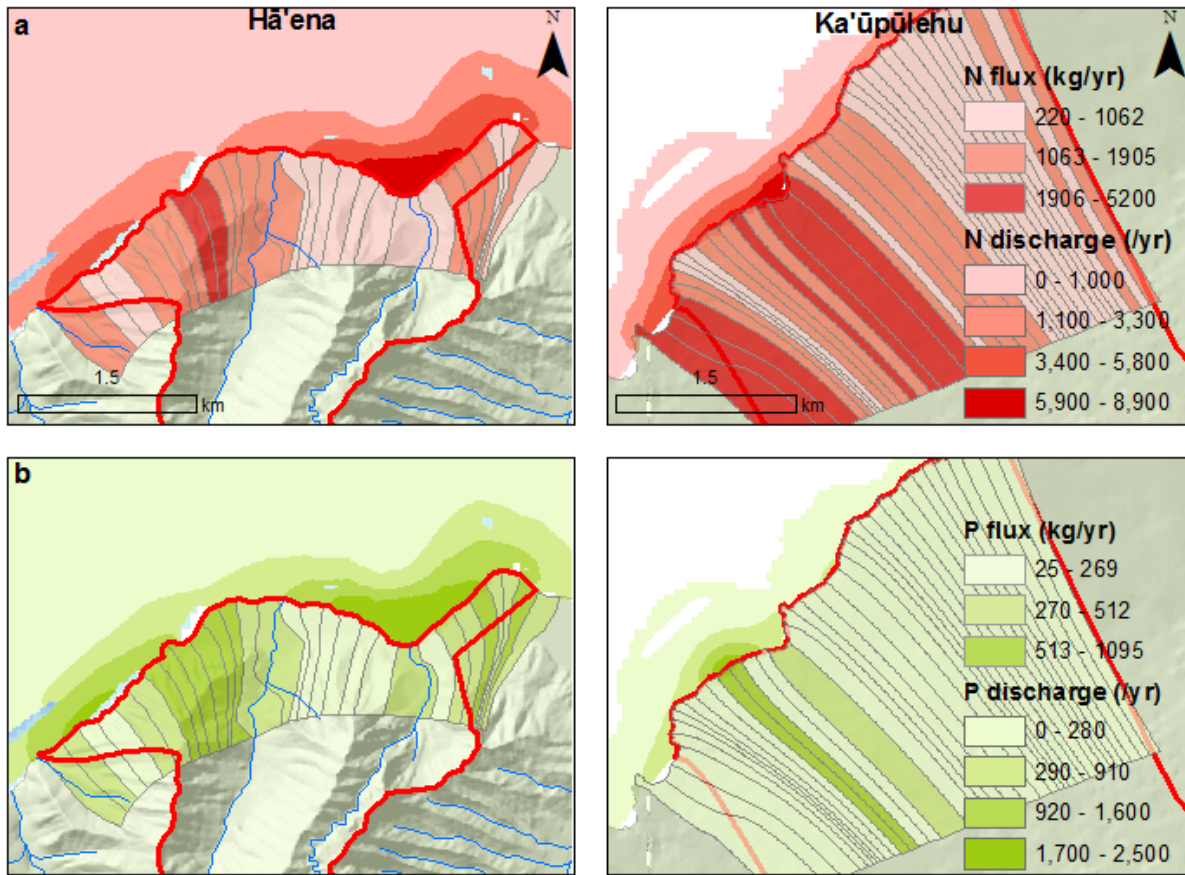 a
Hā'ena
N
1.5
km
Ka'ūpūlehu
N
N flux (kg/yr)
220 - 1062
1063 - 1905
1906 - 5200
N discharge (/yr)
0 - 1.000
1,100 - 3,300
3,400 - 5,800
5,900 - 8,900
1.5
km
b
P flux (kg/yr)
25 - 269
270 - 512
513 - 1095
P discharge (/yr)
0 - 280
290 - 910
920 - 1,600
1,700 - 2,500